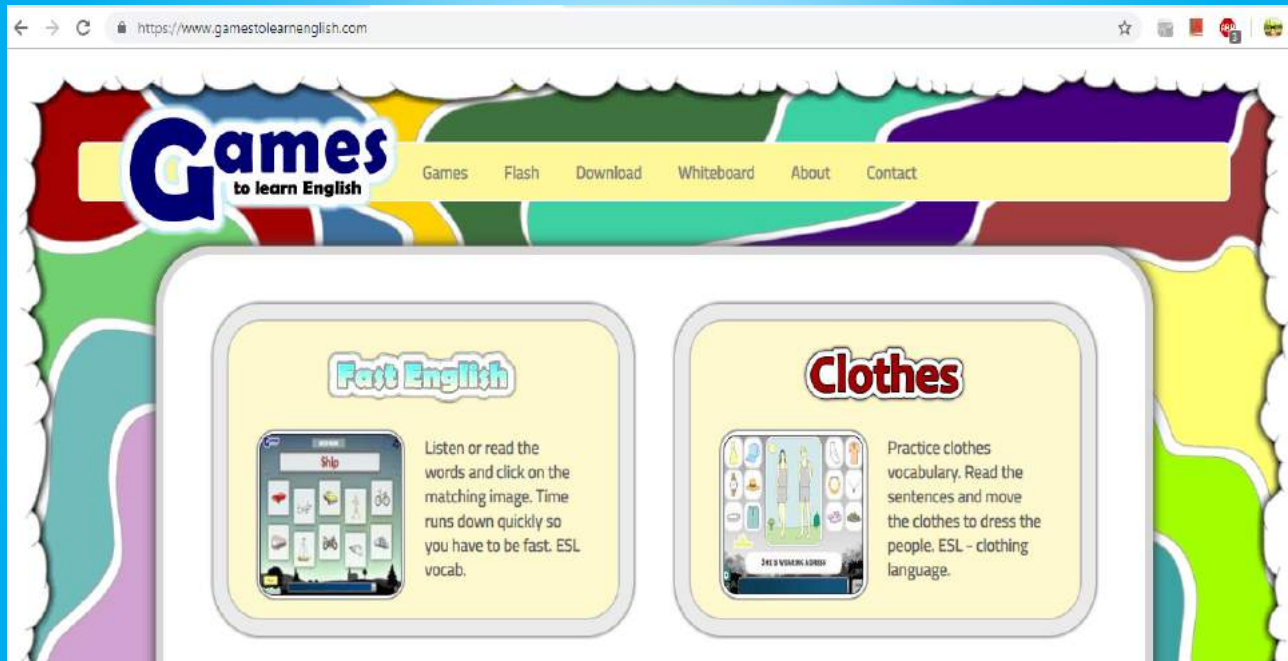 https://www.gamestolearnenglish.com
ABP
3
Games
to learn English
Games Flash Download Whiteboard About Contact
Fast English
Clothes
Ship
Listen or read the
words and click on the
matching image. Time
runs down quickly so
you have to be fast. ESL
vocab.
Practice clothes
vocabulary. Read the
sentences and move
the clothes to dress the
people. ESL - clothing
language.